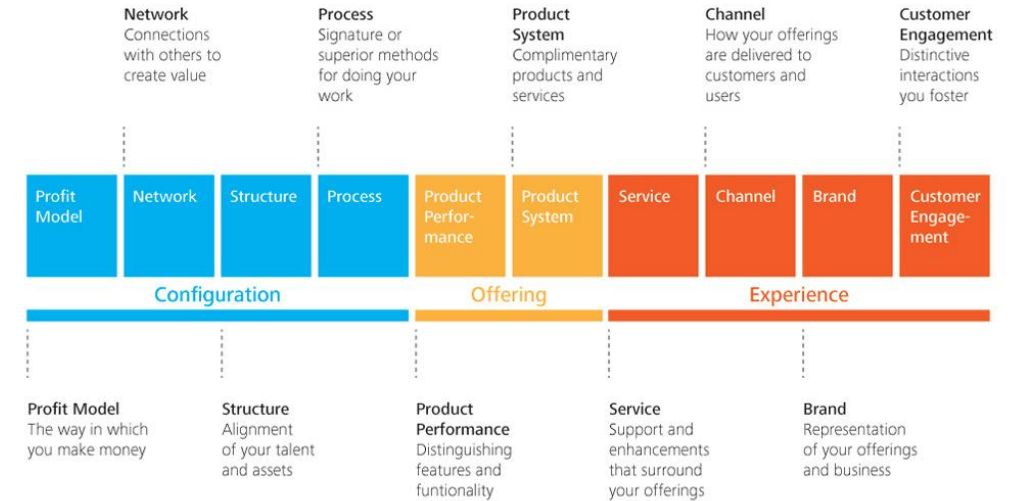 Network
Connections
with others to
create value
Process
Signature or
superior methods
for doing your
work
Product
System
Complimentary
products and
services
Channel
How your offerings
are delivered to
customers and
users
Customer
Engagement
Distinctive
interactions
you foster
Profit
Model
Network
Structure
Process
Product
Perfor-
mance
Product
System
Service
Channel
Brand
Customer
Engage-
ment
Configuration
Offering
Experience
Profit Model
The way in which
you make money
Structure
Alignment
of your talent
and assets
Product
Performance
Distinguishing
features and
funtionality
Service
Support and
enhancements
that surround
your offerings
Brand
Representation
of your offerings
and business